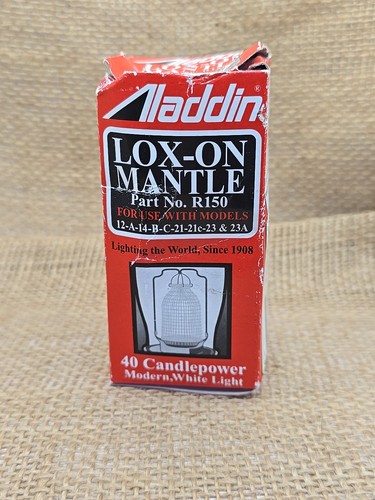 Aladdin®
LOX-ON
MANTLE
Part No. R150
FOR USE WITH MODELS
12-A-14-B-C-21-21c-23 & 23A
Lighting the World, Since 1908
40 Candlepower
Modern,White Light